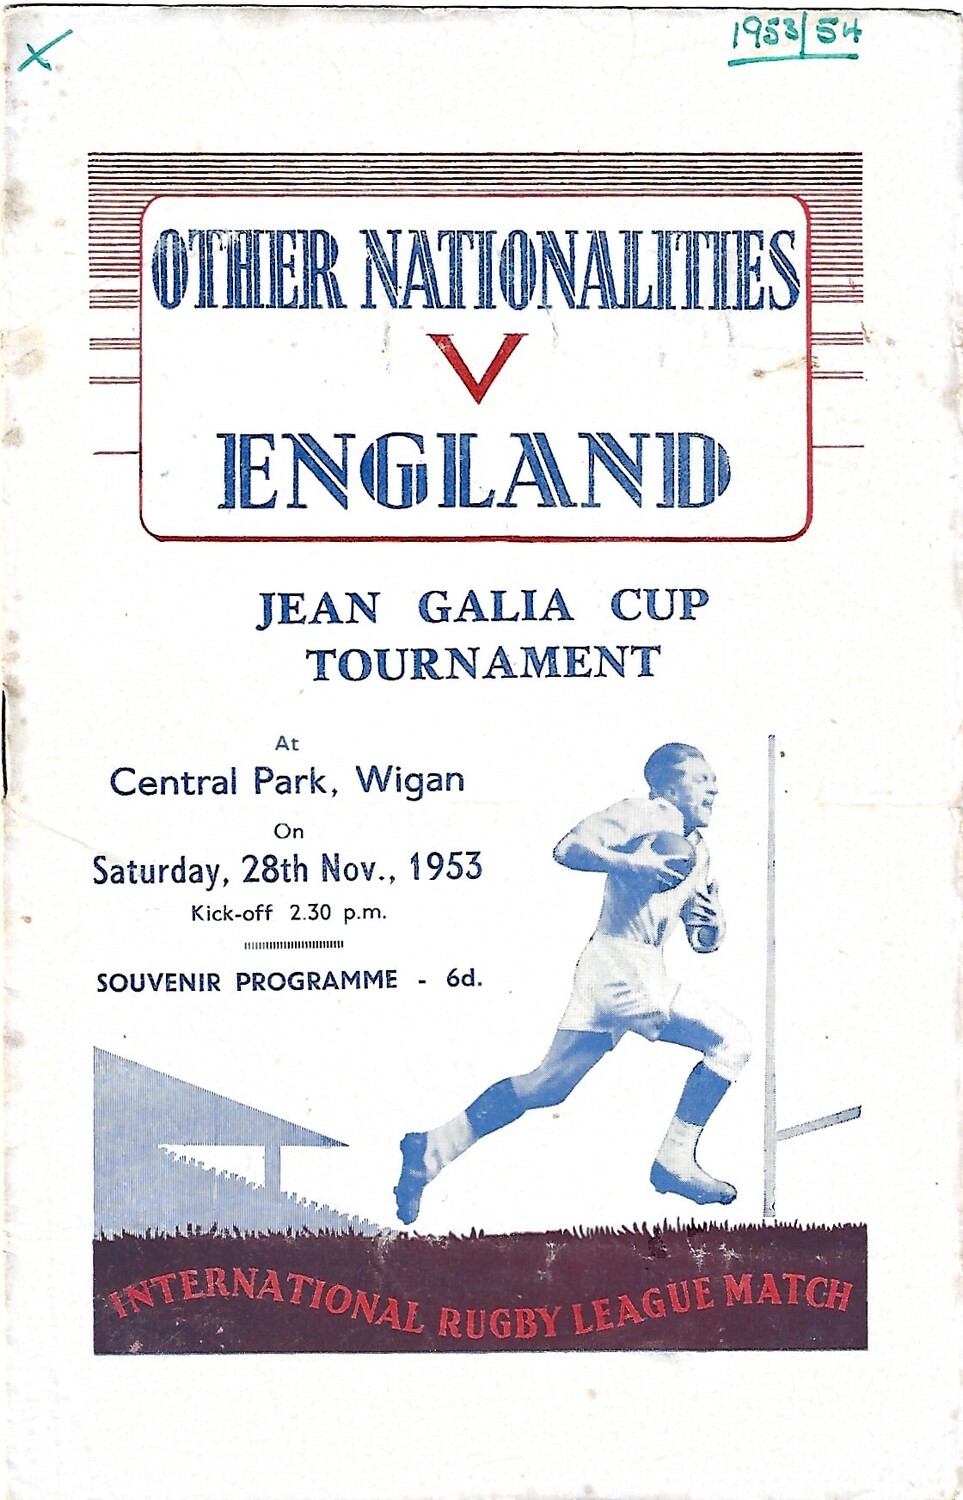 X
1953/54
OTHER NATIONALITIES
V
ENGLAND
JEAN GALIA CUP
TOURNAMENT
At
Central Park, Wigan
On
Saturday, 28th Nov., 1953
Kick-off 2.30 p.m.
SOUVENIR PROGRAMME - 6d.
INTERNATIONAL RUGBY LEAGUE MATCH